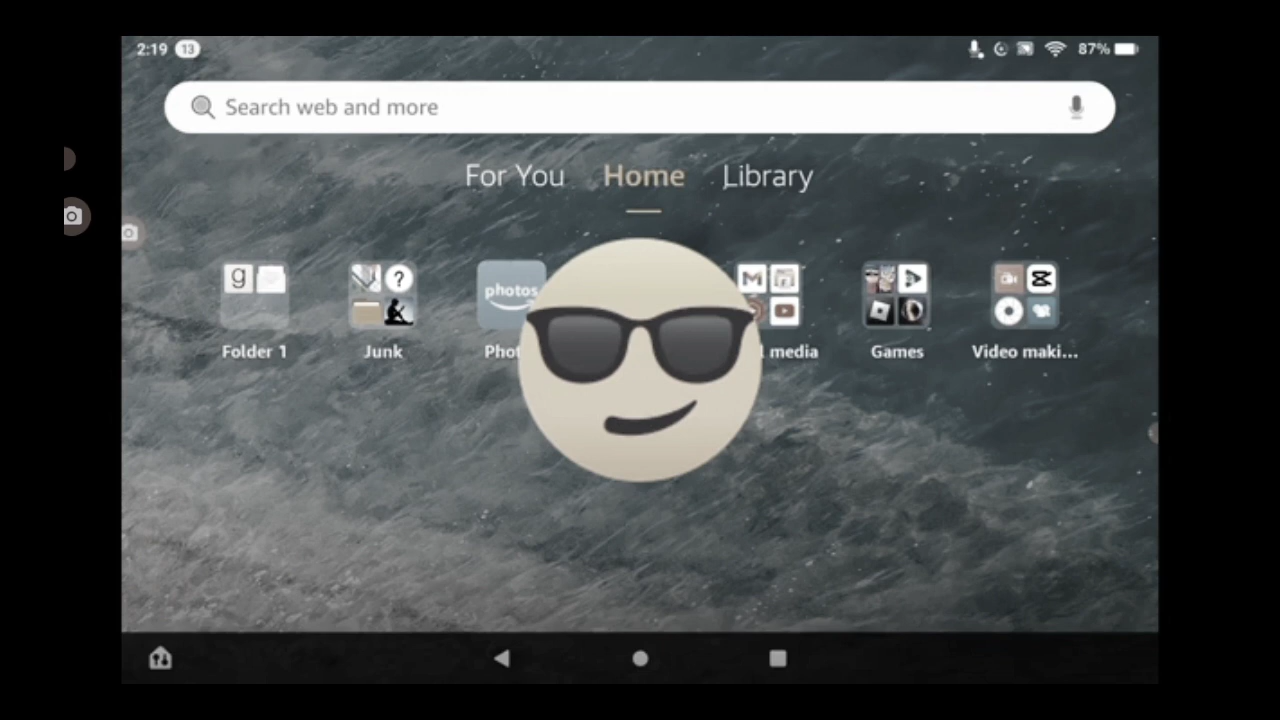 2:19 13 87%
Search web and more
For You Home Library
g ? photos M
Folder 1 Junk Phot l media Games Video maki...